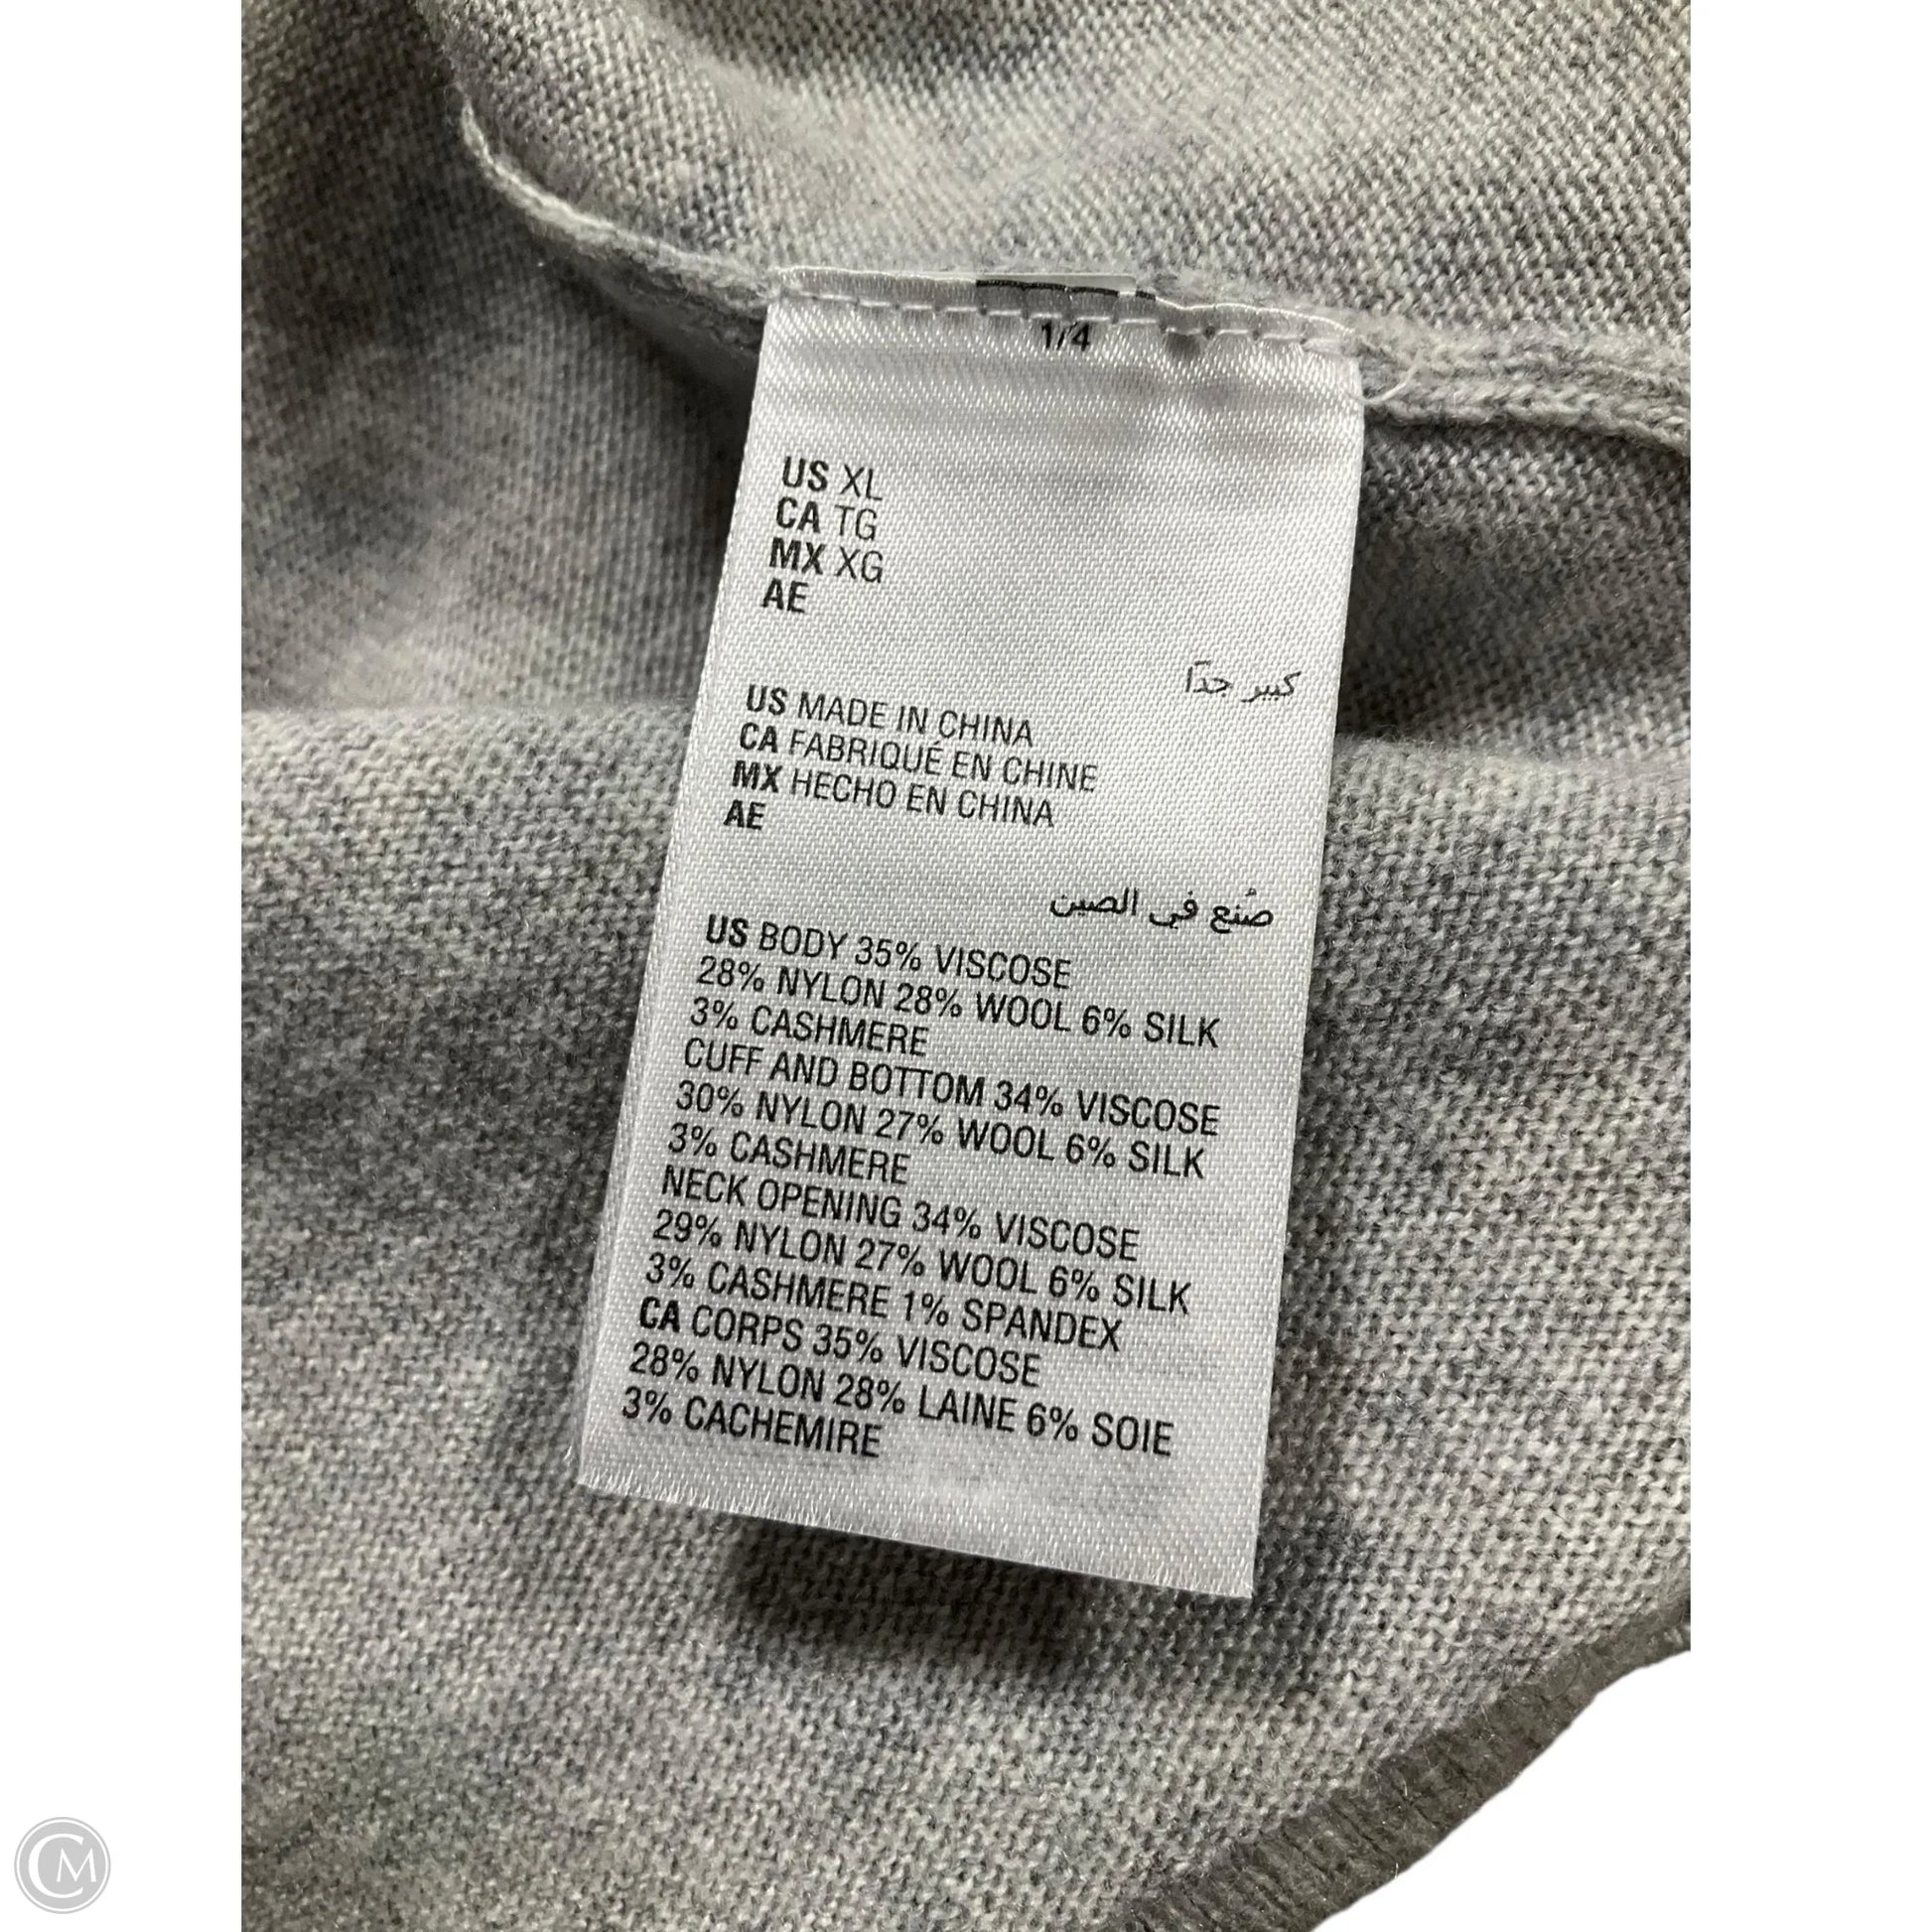 1/4
US XL
CA TG
MX XG
AE
كبير جدًا
US MADE IN CHINA
CA FABRIQUÉ EN CHINE
MX HECHO EN CHINA
AE
صُنع في الصين
US BODY 35% VISCOSE
28% NYLON 28% WOOL 6% SILK
3% CASHMERE
CUFF AND BOTTOM 34% VISCOSE
30% NYLON 27% WOOL 6% SILK
3% CASHMERE
NECK OPENING 34% VISCOSE
29% NYLON 27% WOOL 6% SILK
3% CASHMERE 1% SPANDEX
CA CORPS 35% VISCOSE
28% NYLON 28% LAINE 6% SOIE
3% CACHEMIRE
CM